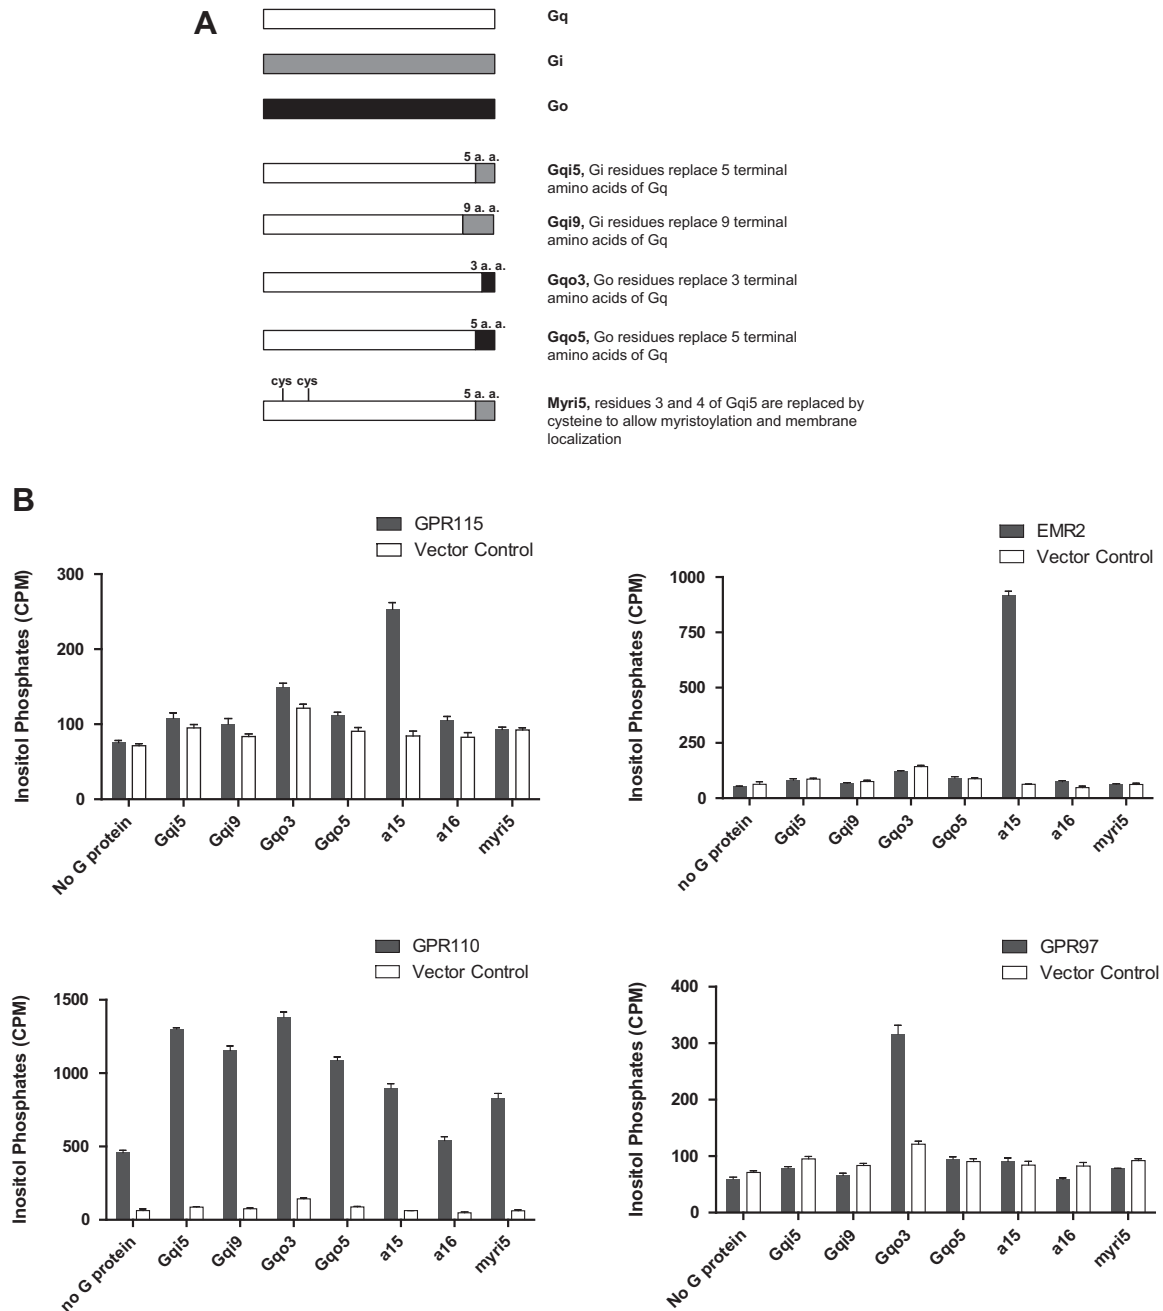 A
Gq
Gi
Go
5 a. a.
Gqi5, Gi residues replace 5 terminal
amino acids of Gq
9 a. a.
Gqi9, Gi residues replace 9 terminal
amino acids of Gq
3 a. a.
Gqo3, Go residues replace 3 terminal
amino acids of Gq
5 a. a.
Gqo5, Go residues replace 5 terminal
amino acids of Gq
cys cys
5 a. a.
Myri5, residues 3 and 4 of Gqi5 are replaced by
cysteine to allow myristoylation and membrane
localization
B
GPR115
Vector Control
Inositol Phosphates (CPM)
300
200
100
0
No G protein
Gqi5
Gqi9
Gqo3
Gqo5
a15
a16
myri5
EMR2
Vector Control
Inositol Phosphates (CPM)
1000
750
500
250
0
no G protein
Gqi5
Gqi9
Gqo3
Gqo5
a15
a16
myri5
GPR110
Vector Control
Inositol Phosphates (CPM)
1500
1000
500
0
no G protein
Gqi5
Gqi9
Gqo3
Gqo5
a15
a16
myri5
GPR97
Vector Control
Inositol Phosphates (CPM)
400
300
200
100
0
No G protein
Gqi5
Gqi9
Gqo3
Gqo5
a15
a16
myri5